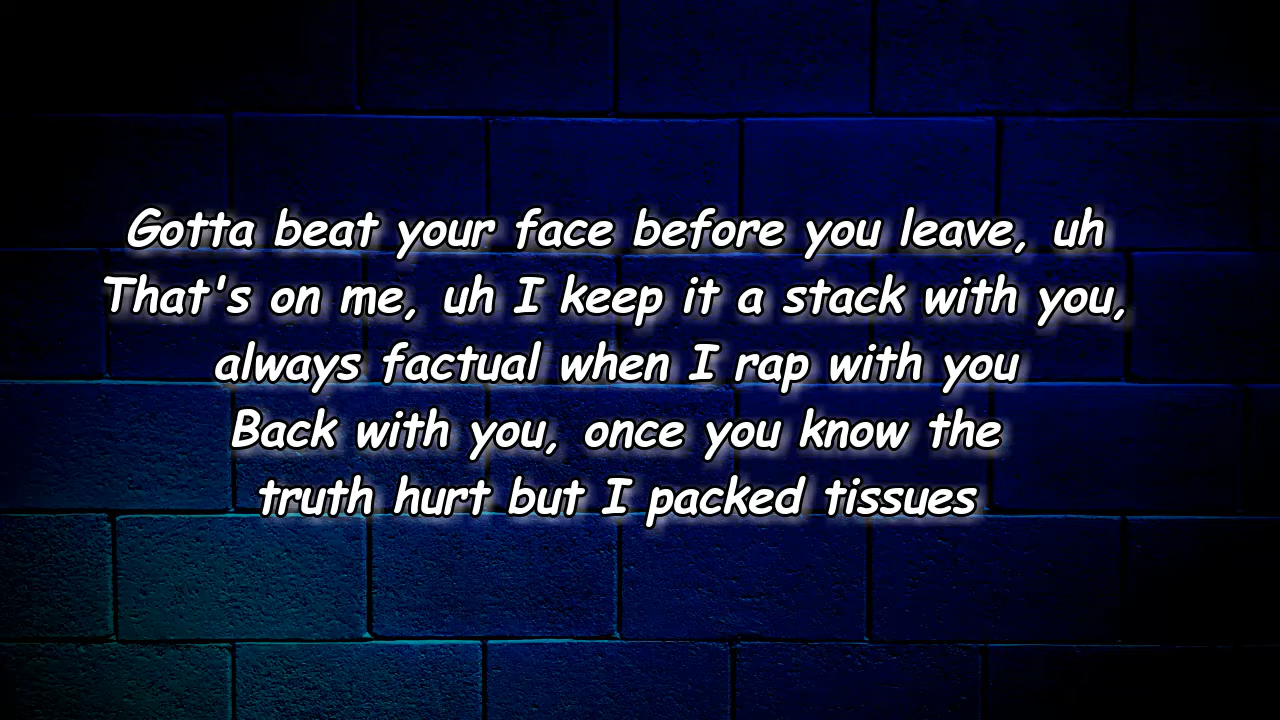 Gotta beat your face before you leave, uh
That's on me, uh I keep it a stack with you,
always factual when I rap with you
Back with you, once you know the
truth hurt but I packed tissues